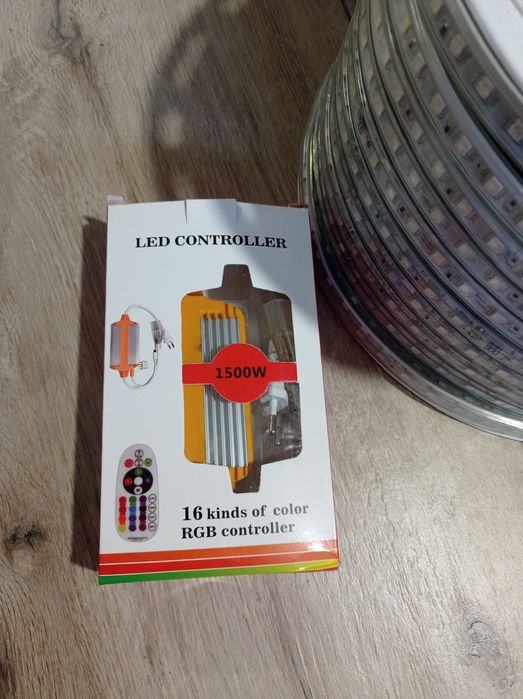 LED CONTROLLER
1500W
16 kinds of color
RGB controller